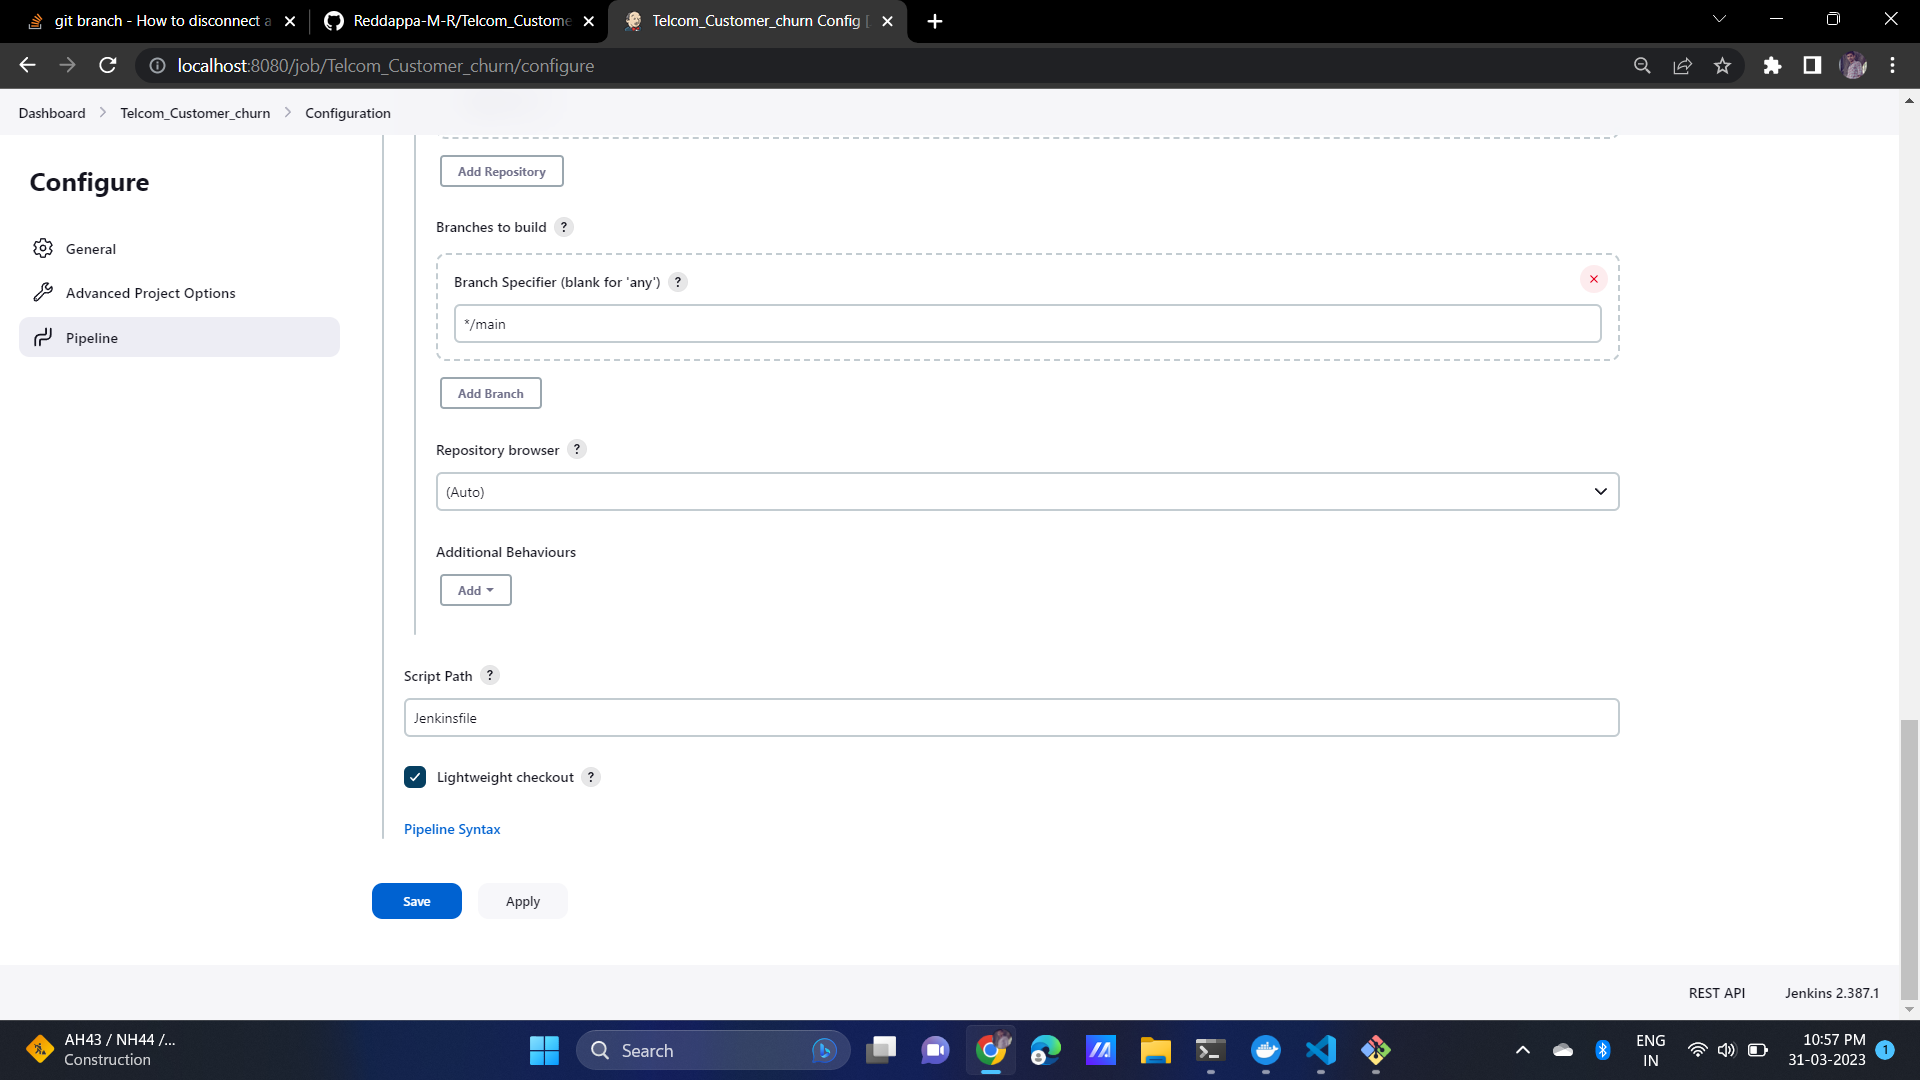 git branch - How to disconnect a
Reddappa-M-R/Telcom_Custome
Telcom_Customer_churn Config [
localhost:8080/job/Telcom_Customer_churn/configure
Dashboard
Telcom_Customer_churn
Configuration
Configure
General
Advanced Project Options
Pipeline
Add Repository
Branches to build ?
Branch Specifier (blank for 'any') ?
*/main
Add Branch
Repository browser ?
(Auto)
Additional Behaviours
Add
Script Path ?
Jenkinsfile
Lightweight checkout ?
Pipeline Syntax
Save
Apply
REST API
Jenkins 2.387.1
AH43 / NH44 /...
Construction
Search
ENG
IN
10:57 PM
31-03-2023
1